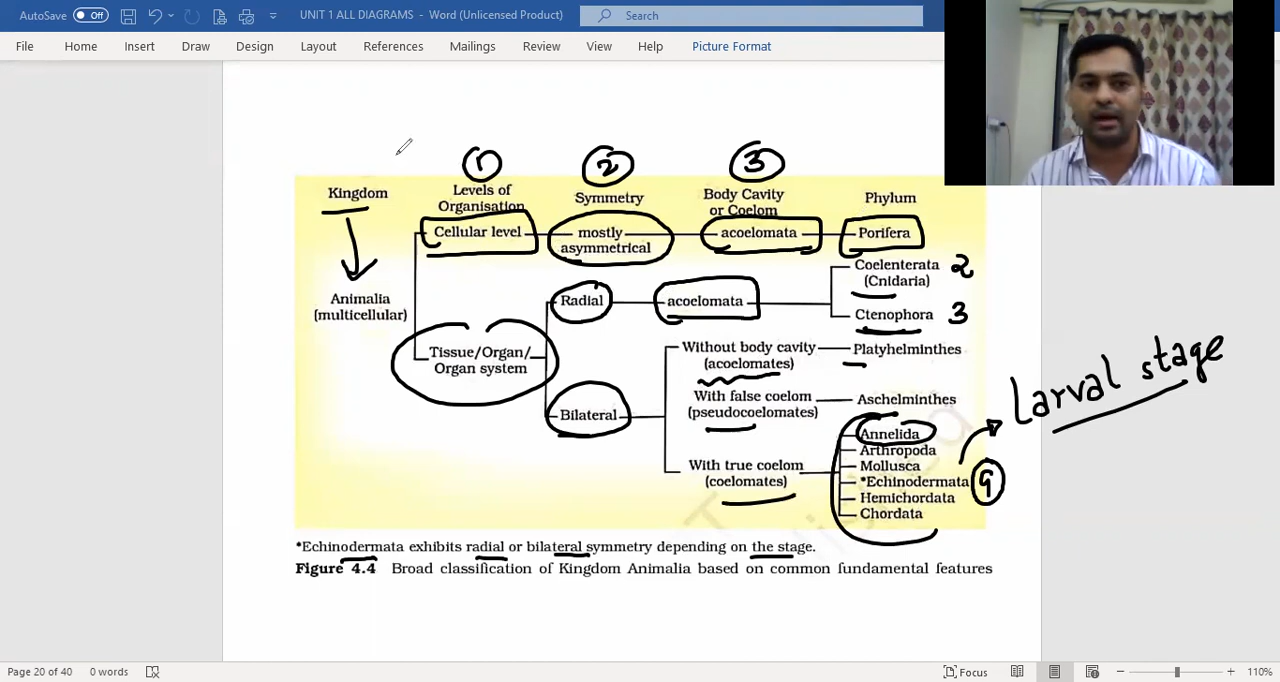 AutoSave Off UNIT 1 ALL DIAGRAMS - Word (Unlicensed Product) Search
File Home Insert Draw Design Layout References Mailings Review View Help Picture Format
1 2 3
Kingdom
Levels of
Organisation
Symmetry
Body Cavity
or Coelom
Phylum
Cellular level
mostly
asymmetrical
acoelomata
Porifera
Animalia
(multicellular)
Radial
acoelomata
Coelenterata 2
(Cnidaria)
Ctenophora 3
Tissue/Organ/
Organ system
Bilateral
Without body cavity
(acoelomates)
Platyhelminthes
With false coelom
(pseudocoelomates)
Aschelminthes
With true coelom
(coelomates)
Annelida
Arthropoda
Mollusca
*Echinodermata 9
Hemichordata
Chordata
Larval stage
*Echinodermata exhibits radial or bilateral symmetry depending on the stage.
Figure 4.4 Broad classification of Kingdom Animalia based on common fundamental features
Page 20 of 40 0 words Focus 110%